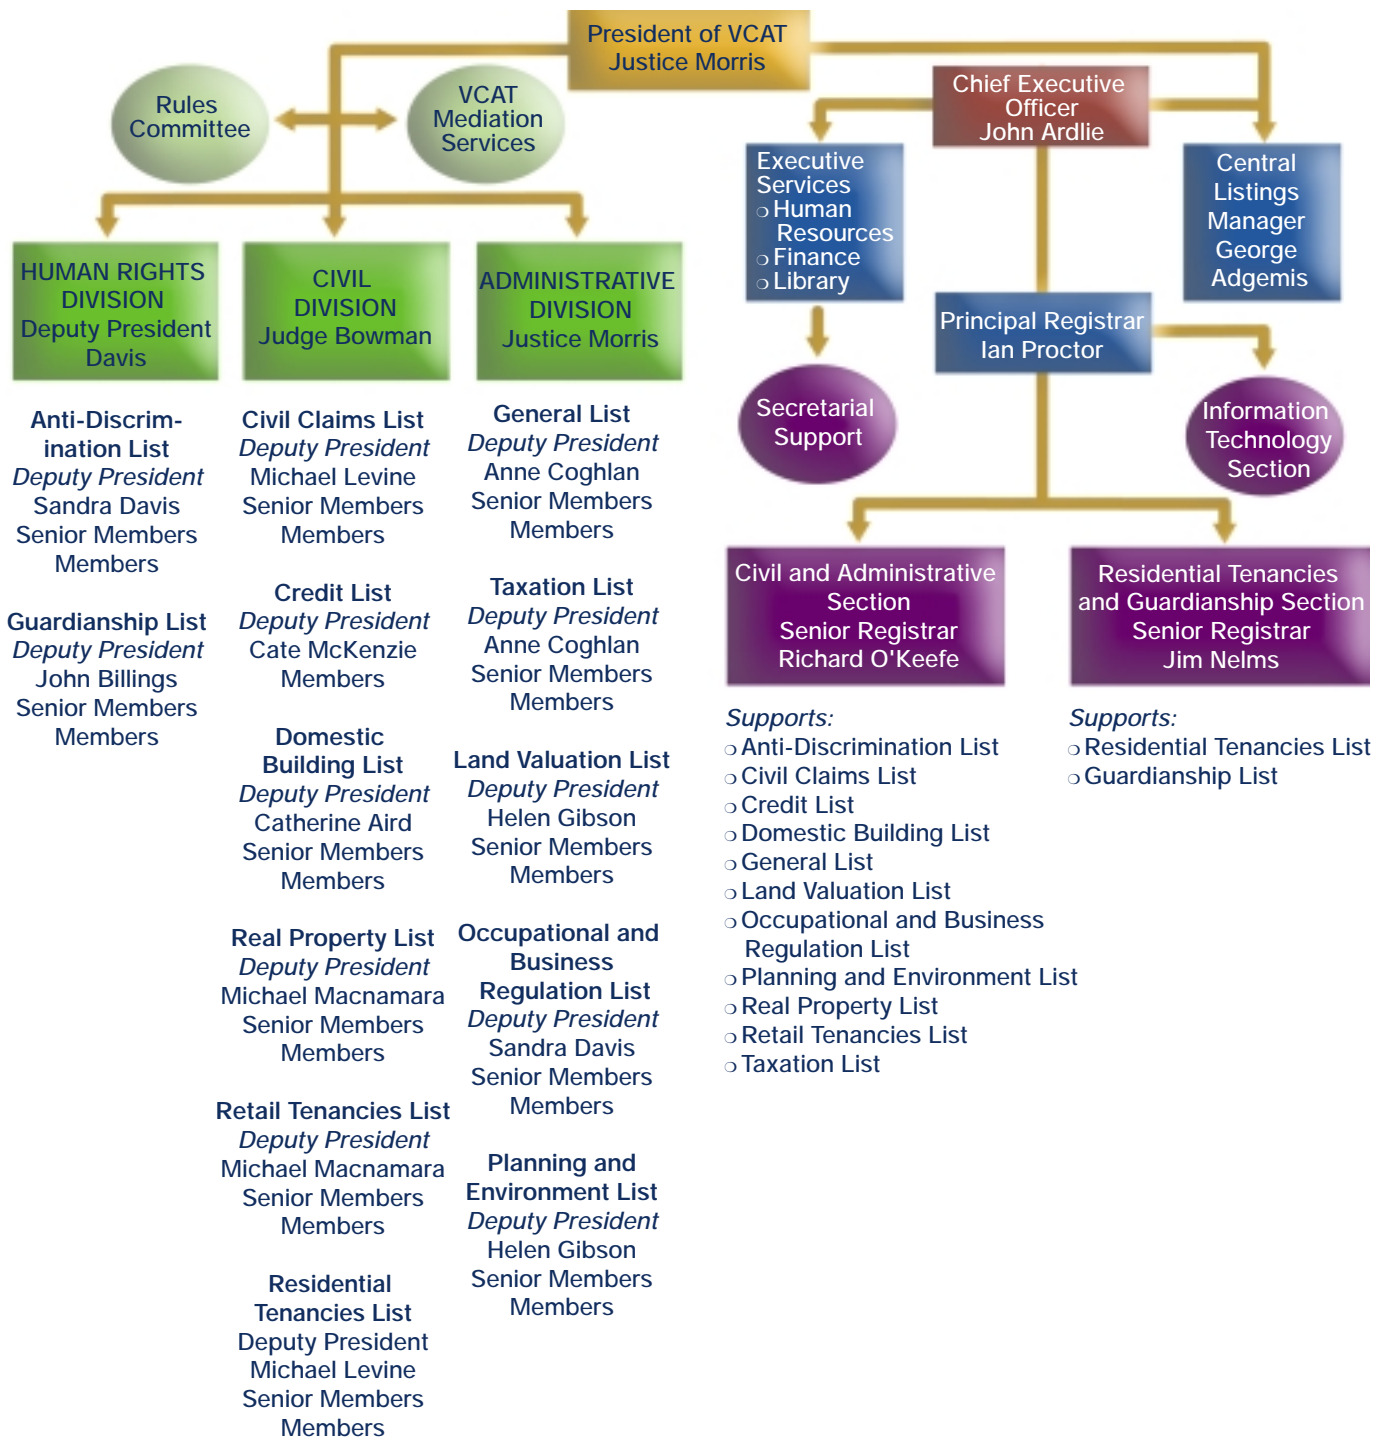 President of VCAT
Justice Morris
Rules
Committee
VCAT
Mediation
Services
Chief Executive
Officer
John Ardlie
Executive
Services
❍ Human
Resources
❍ Finance
❍ Library
Central
Listings
Manager
George
Adgemis
HUMAN RIGHTS
DIVISION
Deputy President
Davis
CIVIL
DIVISION
Judge Bowman
ADMINISTRATIVE
DIVISION
Justice Morris
Principal Registrar
Ian Proctor
Secretarial
Support
Information
Technology
Section
Anti-Discrim-
ination List
Deputy President
Sandra Davis
Senior Members
Members
Guardianship List
Deputy President
John Billings
Senior Members
Members
Civil Claims List
Deputy President
Michael Levine
Senior Members
Members
Credit List
Deputy President
Cate McKenzie
Members
Domestic
Building List
Deputy President
Catherine Aird
Senior Members
Members
Real Property List
Deputy President
Michael Macnamara
Senior Members
Members
Retail Tenancies List
Deputy President
Michael Macnamara
Senior Members
Members
Residential
Tenancies List
Deputy President
Michael Levine
Senior Members
Members
General List
Deputy President
Anne Coghlan
Senior Members
Members
Taxation List
Deputy President
Anne Coghlan
Senior Members
Members
Land Valuation List
Deputy President
Helen Gibson
Senior Members
Members
Occupational and
Business
Regulation List
Deputy President
Sandra Davis
Senior Members
Members
Planning and
Environment List
Deputy President
Helen Gibson
Senior Members
Members
Civil and Administrative
Section
Senior Registrar
Richard O'Keefe
Supports:
❍ Anti-Discrimination List
❍ Civil Claims List
❍ Credit List
❍ Domestic Building List
❍ General List
❍ Land Valuation List
❍ Occupational and Business
Regulation List
❍ Planning and Environment List
❍ Real Property List
❍ Retail Tenancies List
❍ Taxation List
Residential Tenancies
and Guardianship Section
Senior Registrar
Jim Nelms
Supports:
❍ Residential Tenancies List
❍ Guardianship List